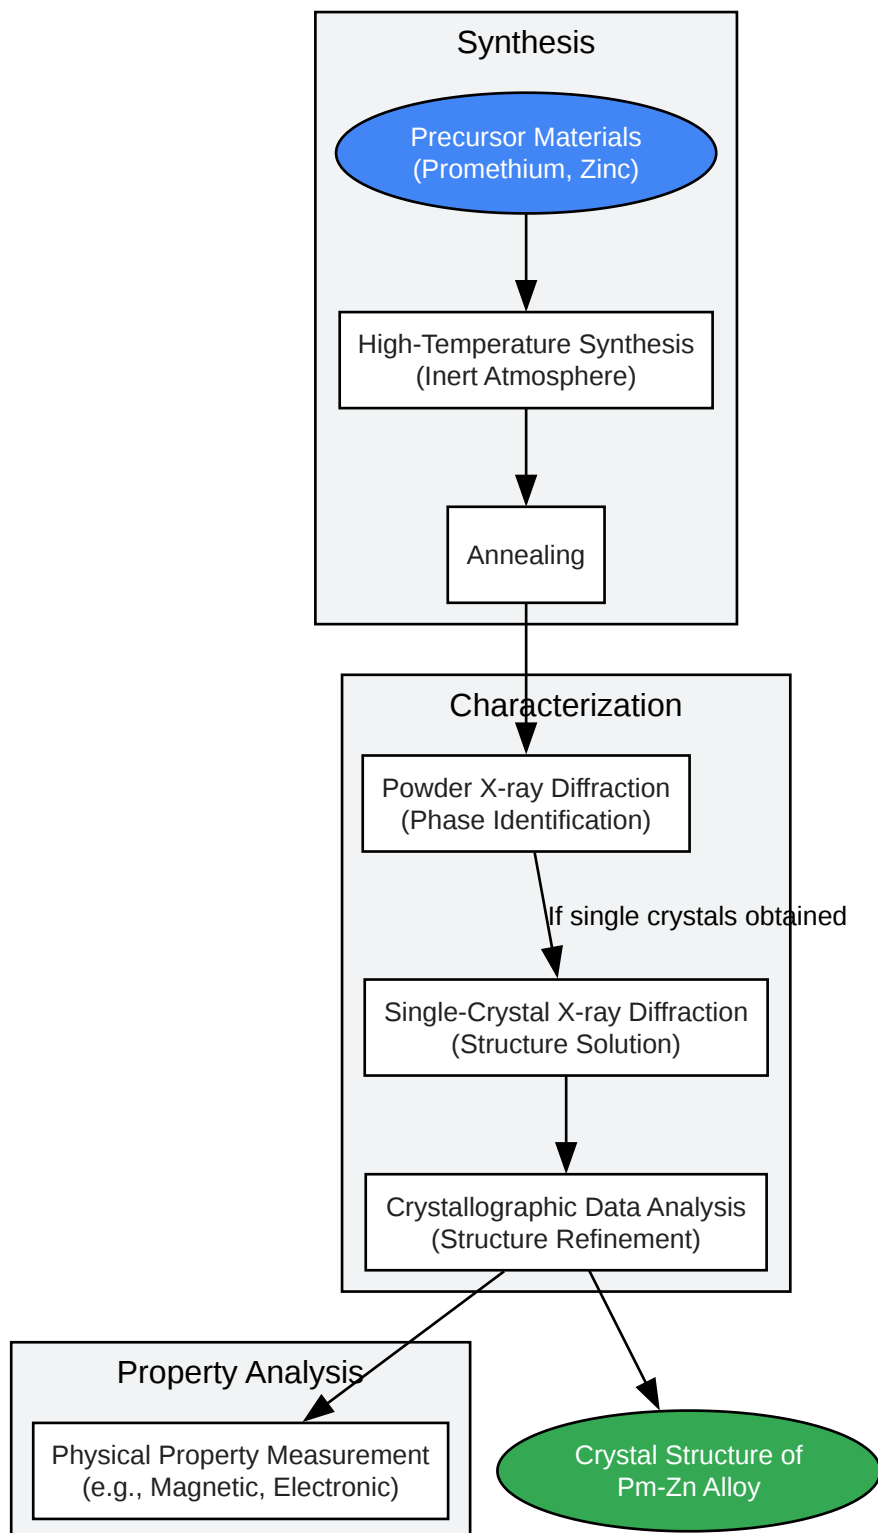 Synthesis
Precursor Materials
(Promethium, Zinc)
High-Temperature Synthesis
(Inert Atmosphere)
Annealing
Characterization
Powder X-ray Diffraction
(Phase Identification)
If single crystals obtained
Single-Crystal X-ray Diffraction
(Structure Solution)
Crystallographic Data Analysis
(Structure Refinement)
Property Analysis
Physical Property Measurement
(e.g., Magnetic, Electronic)
Crystal Structure of
Pm-Zn Alloy